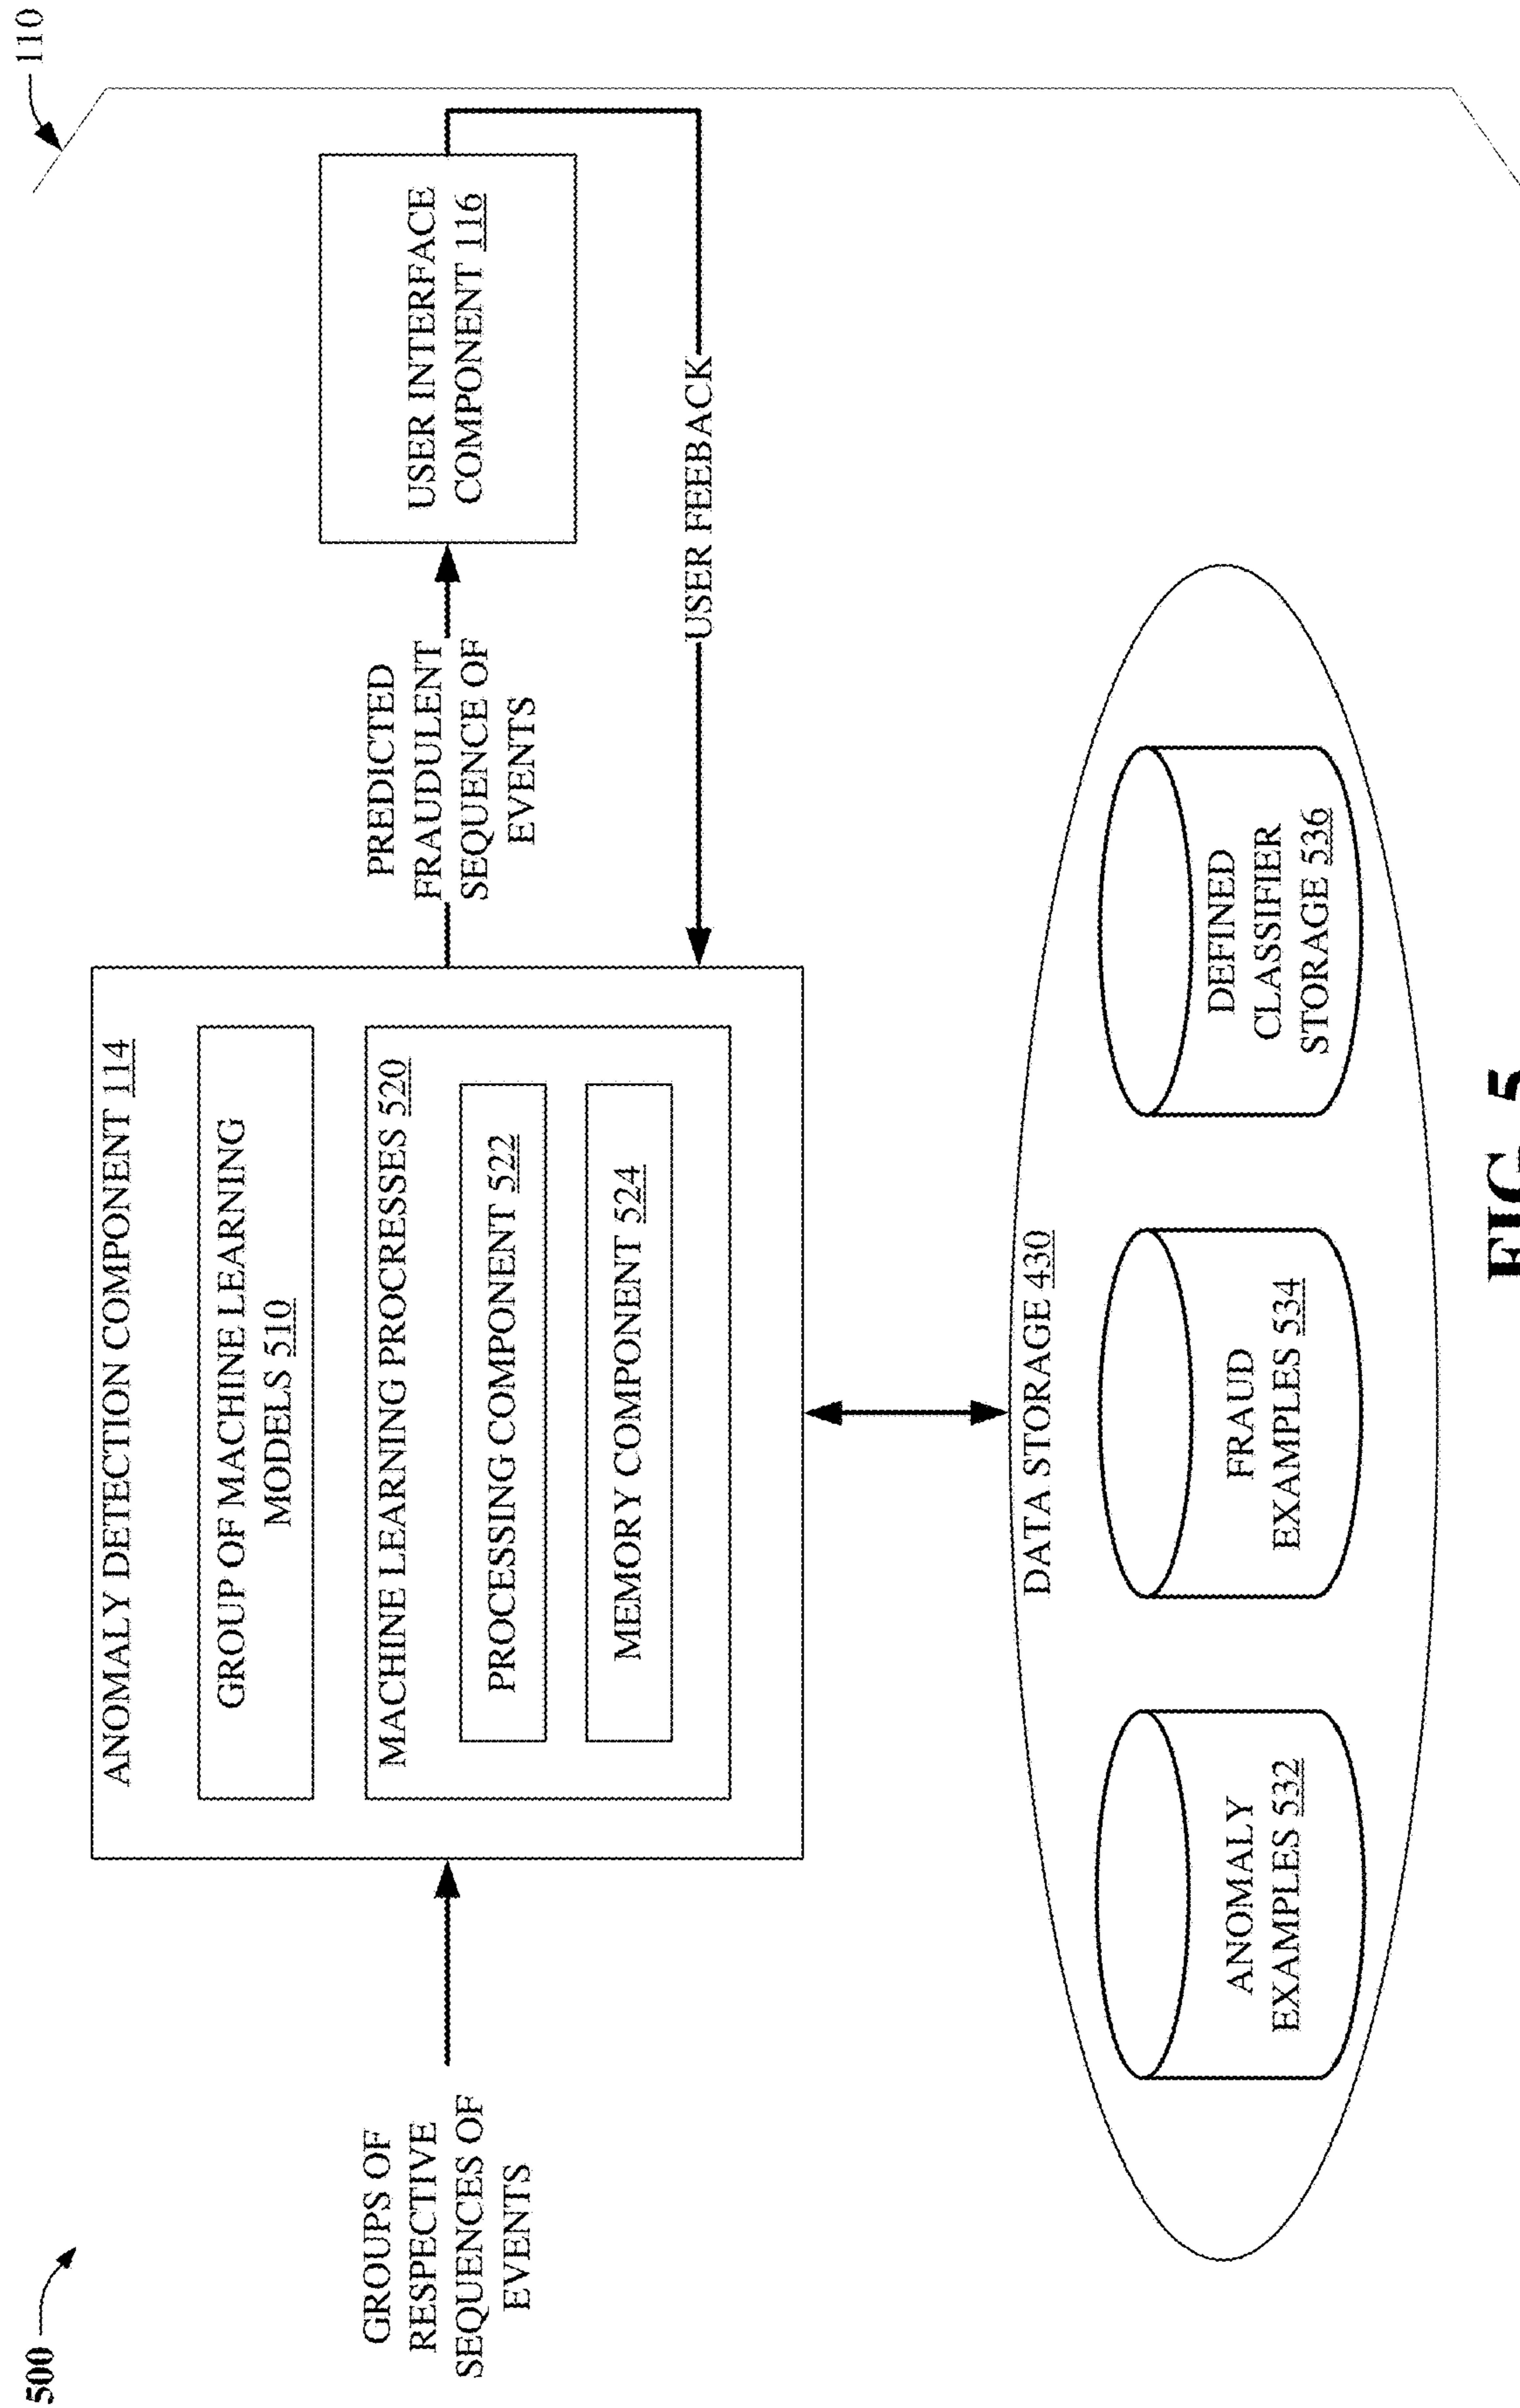 500
110
ANOMALY DETECTION COMPONENT 114
GROUP OF MACHINE LEARNING
MODELS 510
MACHINE LEARNING PROCRESSES 520
PROCESSING COMPONENT 522
MEMORY COMPONENT 524
GROUPS OF
RESPECTIVE
SEQUENCES OF
EVENTS
PREDICTED
FRAUDULENT
SEQUENCE OF
EVENTS
USER INTERFACE
COMPONENT 116
USER FEEBACK
DATA STORAGE 430
ANOMALY
EXAMPLES 532
FRAUD
EXAMPLES 534
DEFINED
CLASSIFIER
STORAGE 536
FIG. 5